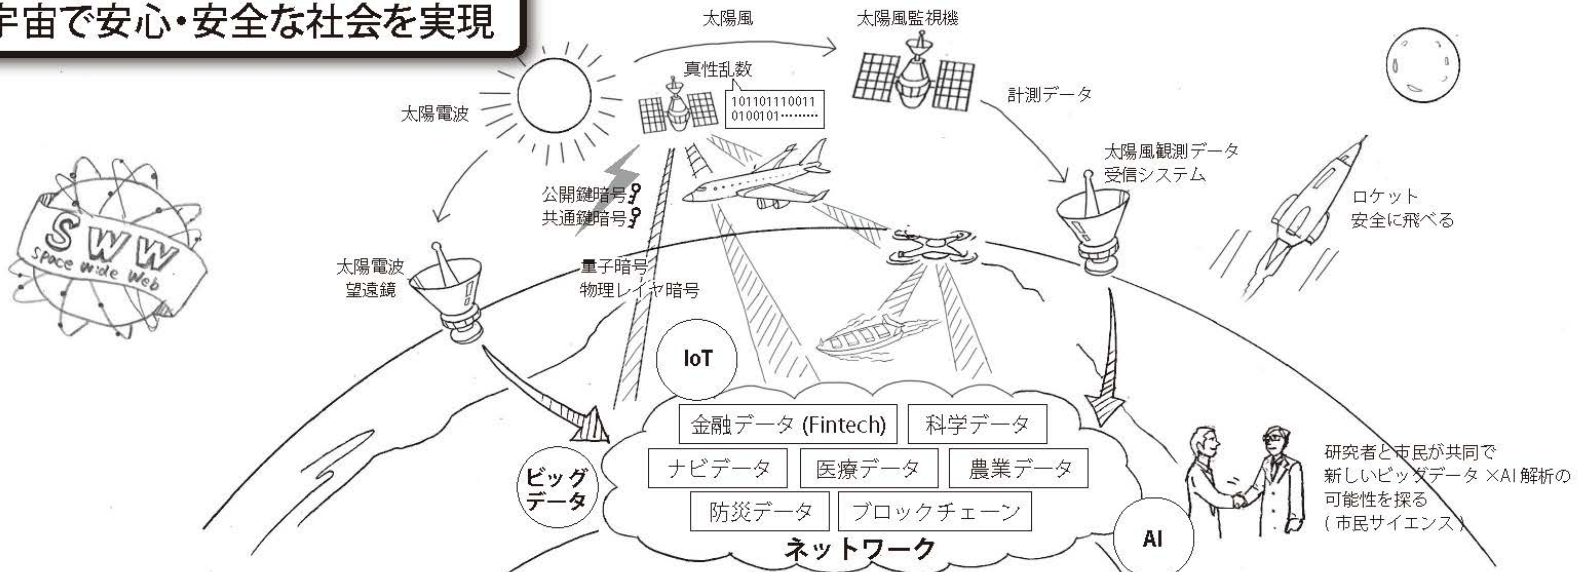 宇宙で安心・安全な社会を実現
太陽風
太陽風監視機
真性乱数
101101110011
0100101………
太陽電波
計測データ
太陽風観測データ
受信システム
ロケット
安全に飛べる
公開鍵暗号
共通鍵暗号
SWW
Space Wide Web
太陽電波
望遠鏡
量子暗号
物理レイヤ暗号
IoT
金融データ (Fintech)
科学データ
ナビデータ
医療データ
農業データ
防災データ
ブロックチェーン
ネットワーク
ビッグ
データ
AI
研究者と市民が共同で
新しいビッグデータ ×AI 解析の
可能性を探る
( 市民サイエンス )